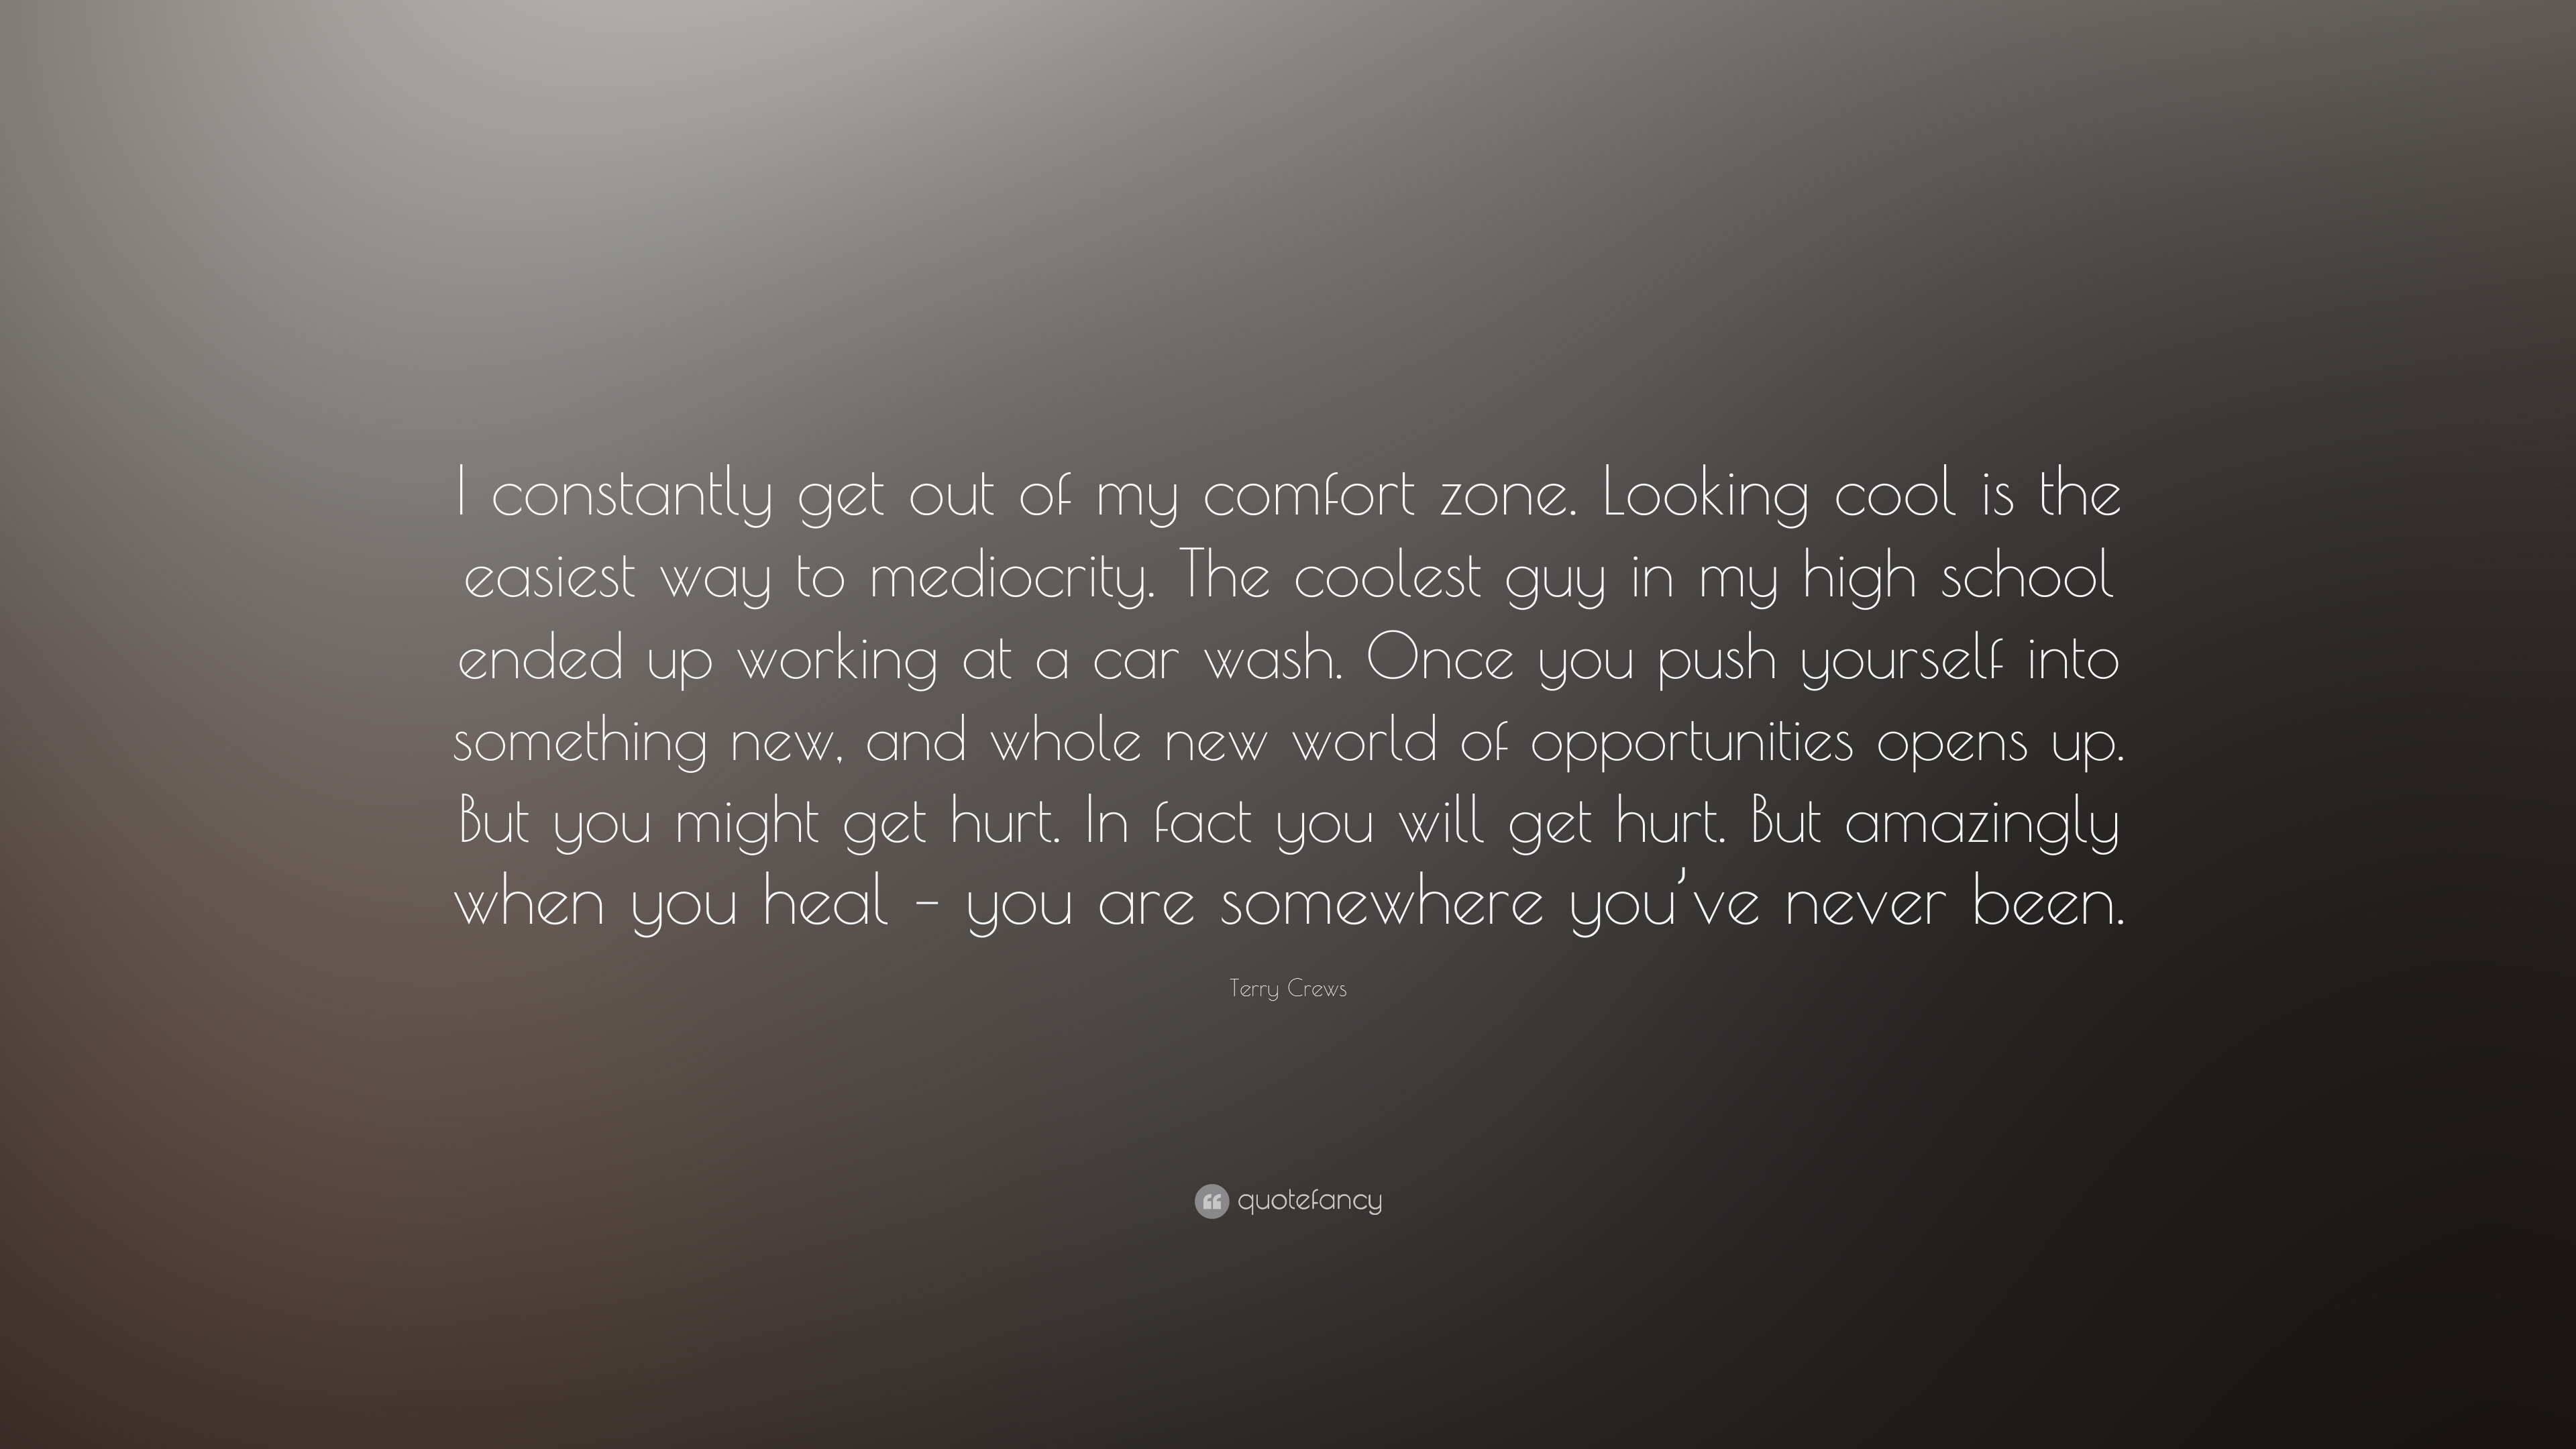 I constantly get out of my comfort zone. Looking cool is the
easiest way to mediocrity. The coolest guy in my high school
ended up working at a car wash. Once you push yourself into
something new, and whole new world of opportunities opens up.
But you might get hurt. In fact you will get hurt. But amazingly
when you heal – you are somewhere you’ve never been.
Terry Crews
quotefancy